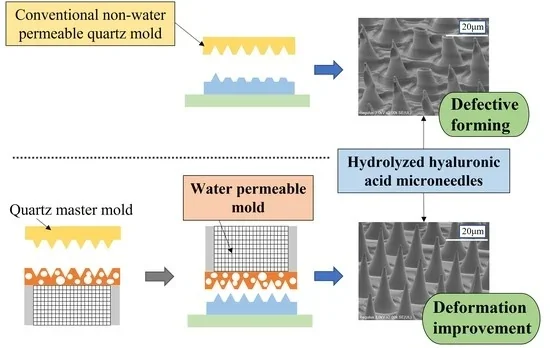 Conventional non-water
permeable quartz mold
20μm
Defective
forming
Hydrolyzed hyaluronic
acid microneedles
Water permeable
mold
Quartz master mold
20μm
Deformation
improvement